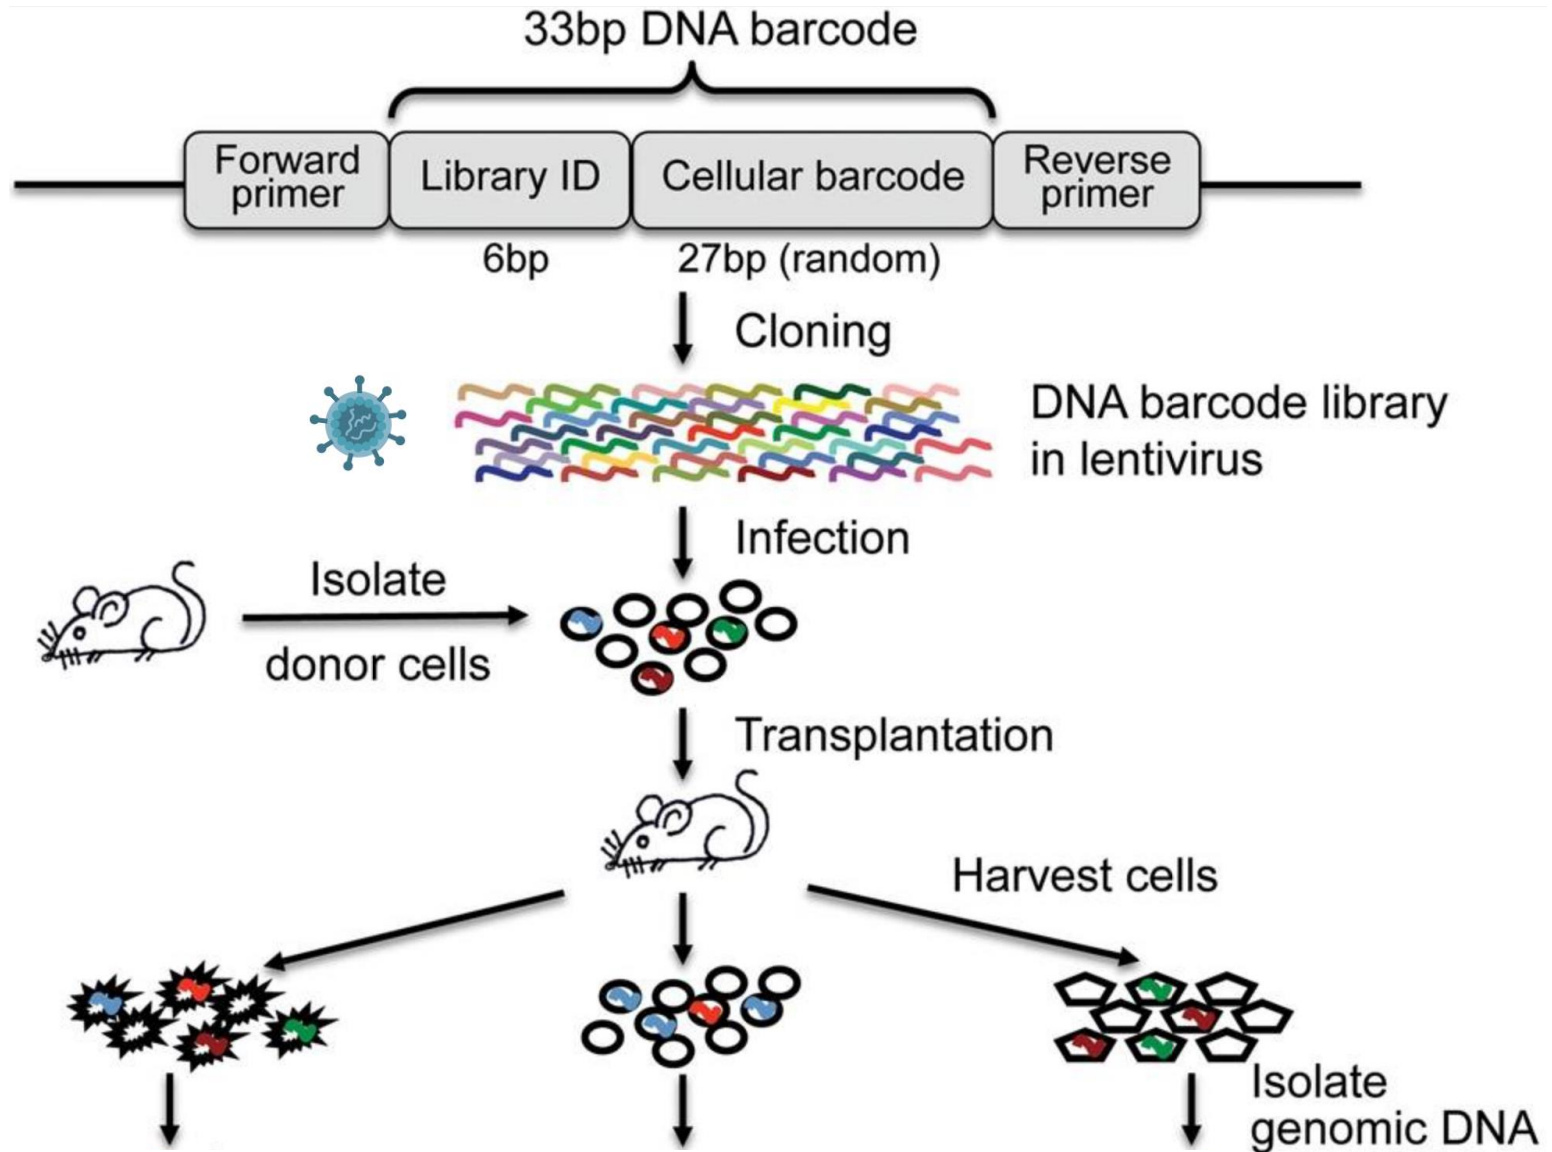 33bp DNA barcode
Forward
primer
Library ID
Cellular barcode
Reverse
primer
6bp
27bp (random)
Cloning
DNA barcode library
in lentivirus
Infection
Isolate
donor cells
Transplantation
Harvest cells
Isolate
genomic DNA